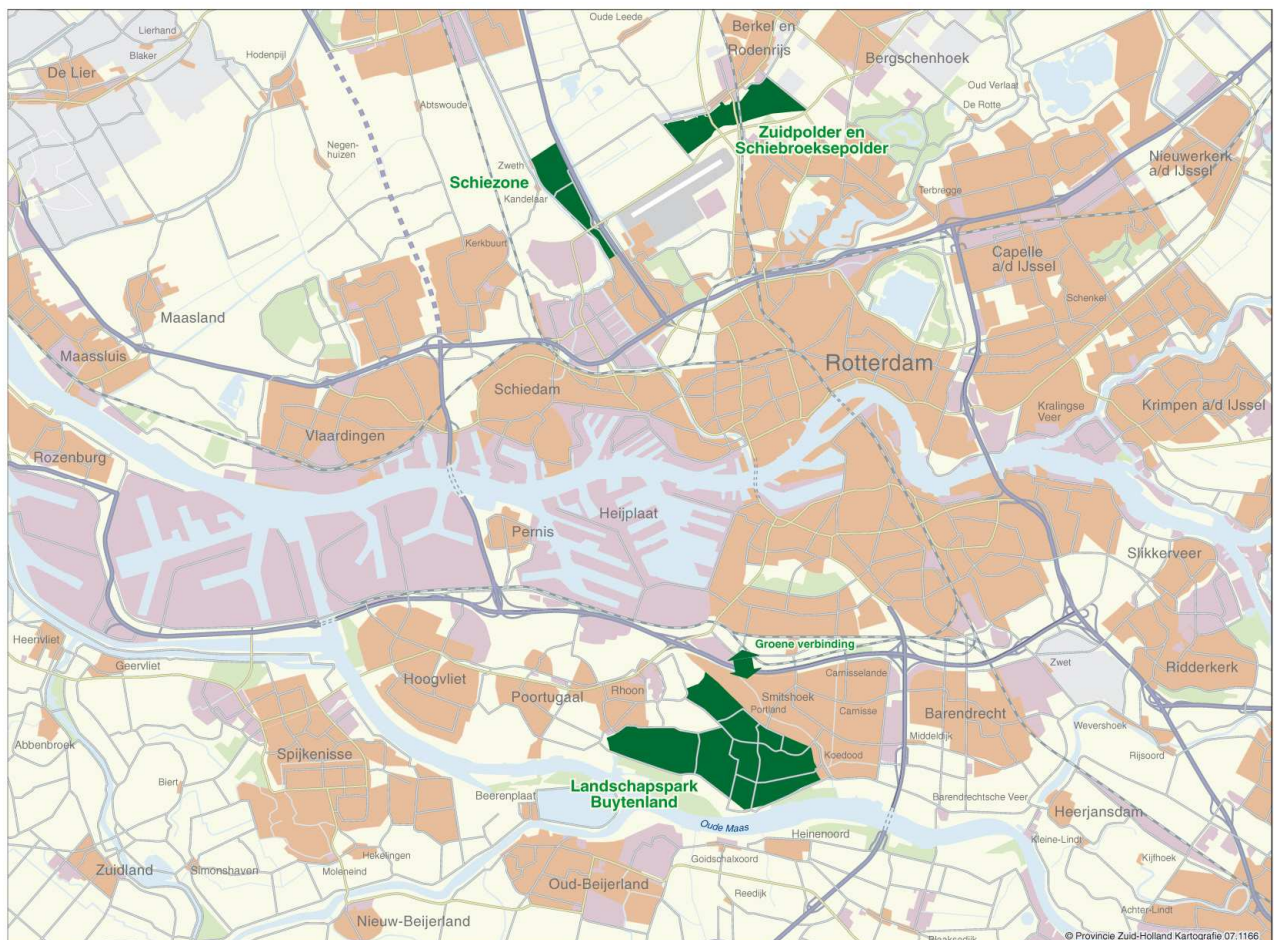 Oude Leede
Lierhand
Blaker
Hodenpijl
De Lier
Berkel en
Rodenrijs
Bergschenhoek
Oud Verlaat
De Rotte
Abtswoude
Negen-
huizen
Zuidpolder en
Schiebroeksepolder
Nieuwerkerk
a/d IJssel
Zweth
Schiezone
Kandelaar
Terbregge
Kerkbuurt
Capelle
a/d IJssel
Schenkel
Maasland
Maassluis
Rotterdam
Schiedam
Krimpen a/d IJssel
Kralingse
Veer
Vlaardingen
Rozenburg
Heijplaat
Pernis
Slikkerveer
Heenvliet
Geervliet
Groene verbinding
Zwet
Ridderkerk
Hoogvliet
Poortugaal
Rhoon
Smitshoek
Carnisselande
Portland
Carnisse
Barendrecht
Middeldijk
Wevershoek
Rijsoord
Abbenbroek
Spijkenisse
Koedood
Biert
Landschapspark
Buytenland
Beerenplaat
Barendrechtsche Veer
Heerjansdam
Oude Maas
Heinenoord
Kleine-Lindt
Zuidland
Simonshaven
Hekelingen
Moleneind
Goidschalxoord
Kijfhoek
Oud-Beijerland
Reedijk
Nieuw-Beijerland
Achter-Lindt
Blaaksedijk
© Provincie Zuid-Holland Kartografie 07.1166